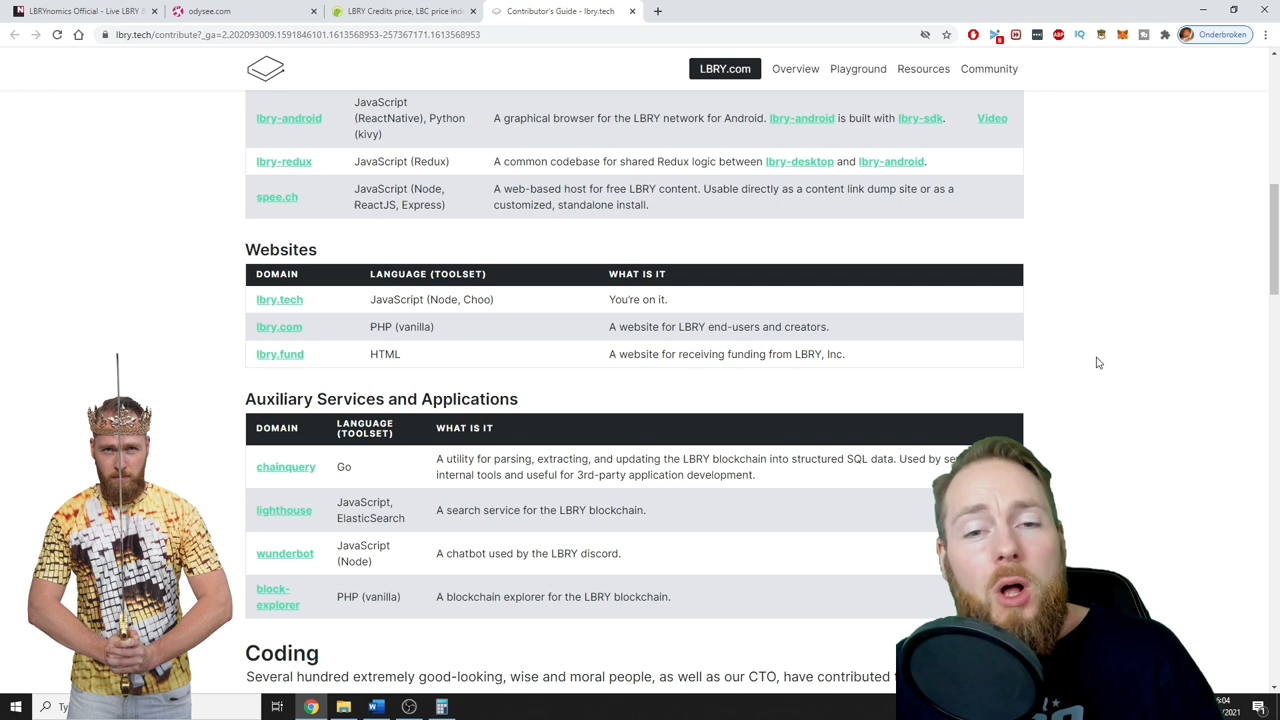 LBRYnomics Official - Live LBRY
odysee.com
LBRY Credits price, LBC price ind
Contributor's Guide - lbry.tech
lbry.tech/contribute?_ga=2.202093009.1591846101.1613568953-257367171.1613568953
8
ABP
IQ
Onderbroken
LBRY.com
Overview
Playground
Resources
Community
lbry-android
JavaScript
(ReactNative), Python
(kivy)
A graphical browser for the LBRY network for Android. lbry-android is built with lbry-sdk.
Video
lbry-redux
JavaScript (Redux)
A common codebase for shared Redux logic between lbry-desktop and lbry-android.
spee.ch
JavaScript (Node,
ReactJS, Express)
A web-based host for free LBRY content. Usable directly as a content link dump site or as a
customized, standalone install.
Websites
DOMAIN
LANGUAGE (TOOLSET)
WHAT IS IT
lbry.tech
JavaScript (Node, Choo)
You're on it.
lbry.com
PHP (vanilla)
A website for LBRY end-users and creators.
lbry.fund
HTML
A website for receiving funding from LBRY, Inc.
Auxiliary Services and Applications
DOMAIN
LANGUAGE
(TOOLSET)
WHAT IS IT
chainquery
Go
A utility for parsing, extracting, and updating the LBRY blockchain into structured SQL data. Used by
internal tools and useful for 3rd-party application development.
lighthouse
JavaScript,
ElasticSearch
A search service for the LBRY blockchain.
wunderbot
JavaScript
(Node)
A chatbot used by the LBRY discord.
block-
explorer
PHP (vanilla)
A blockchain explorer for the LBRY blockchain.
Coding
Several hundred extremely good-looking, wise and moral people, as well as our CTO, have contributed
Ty
6:04
/2021